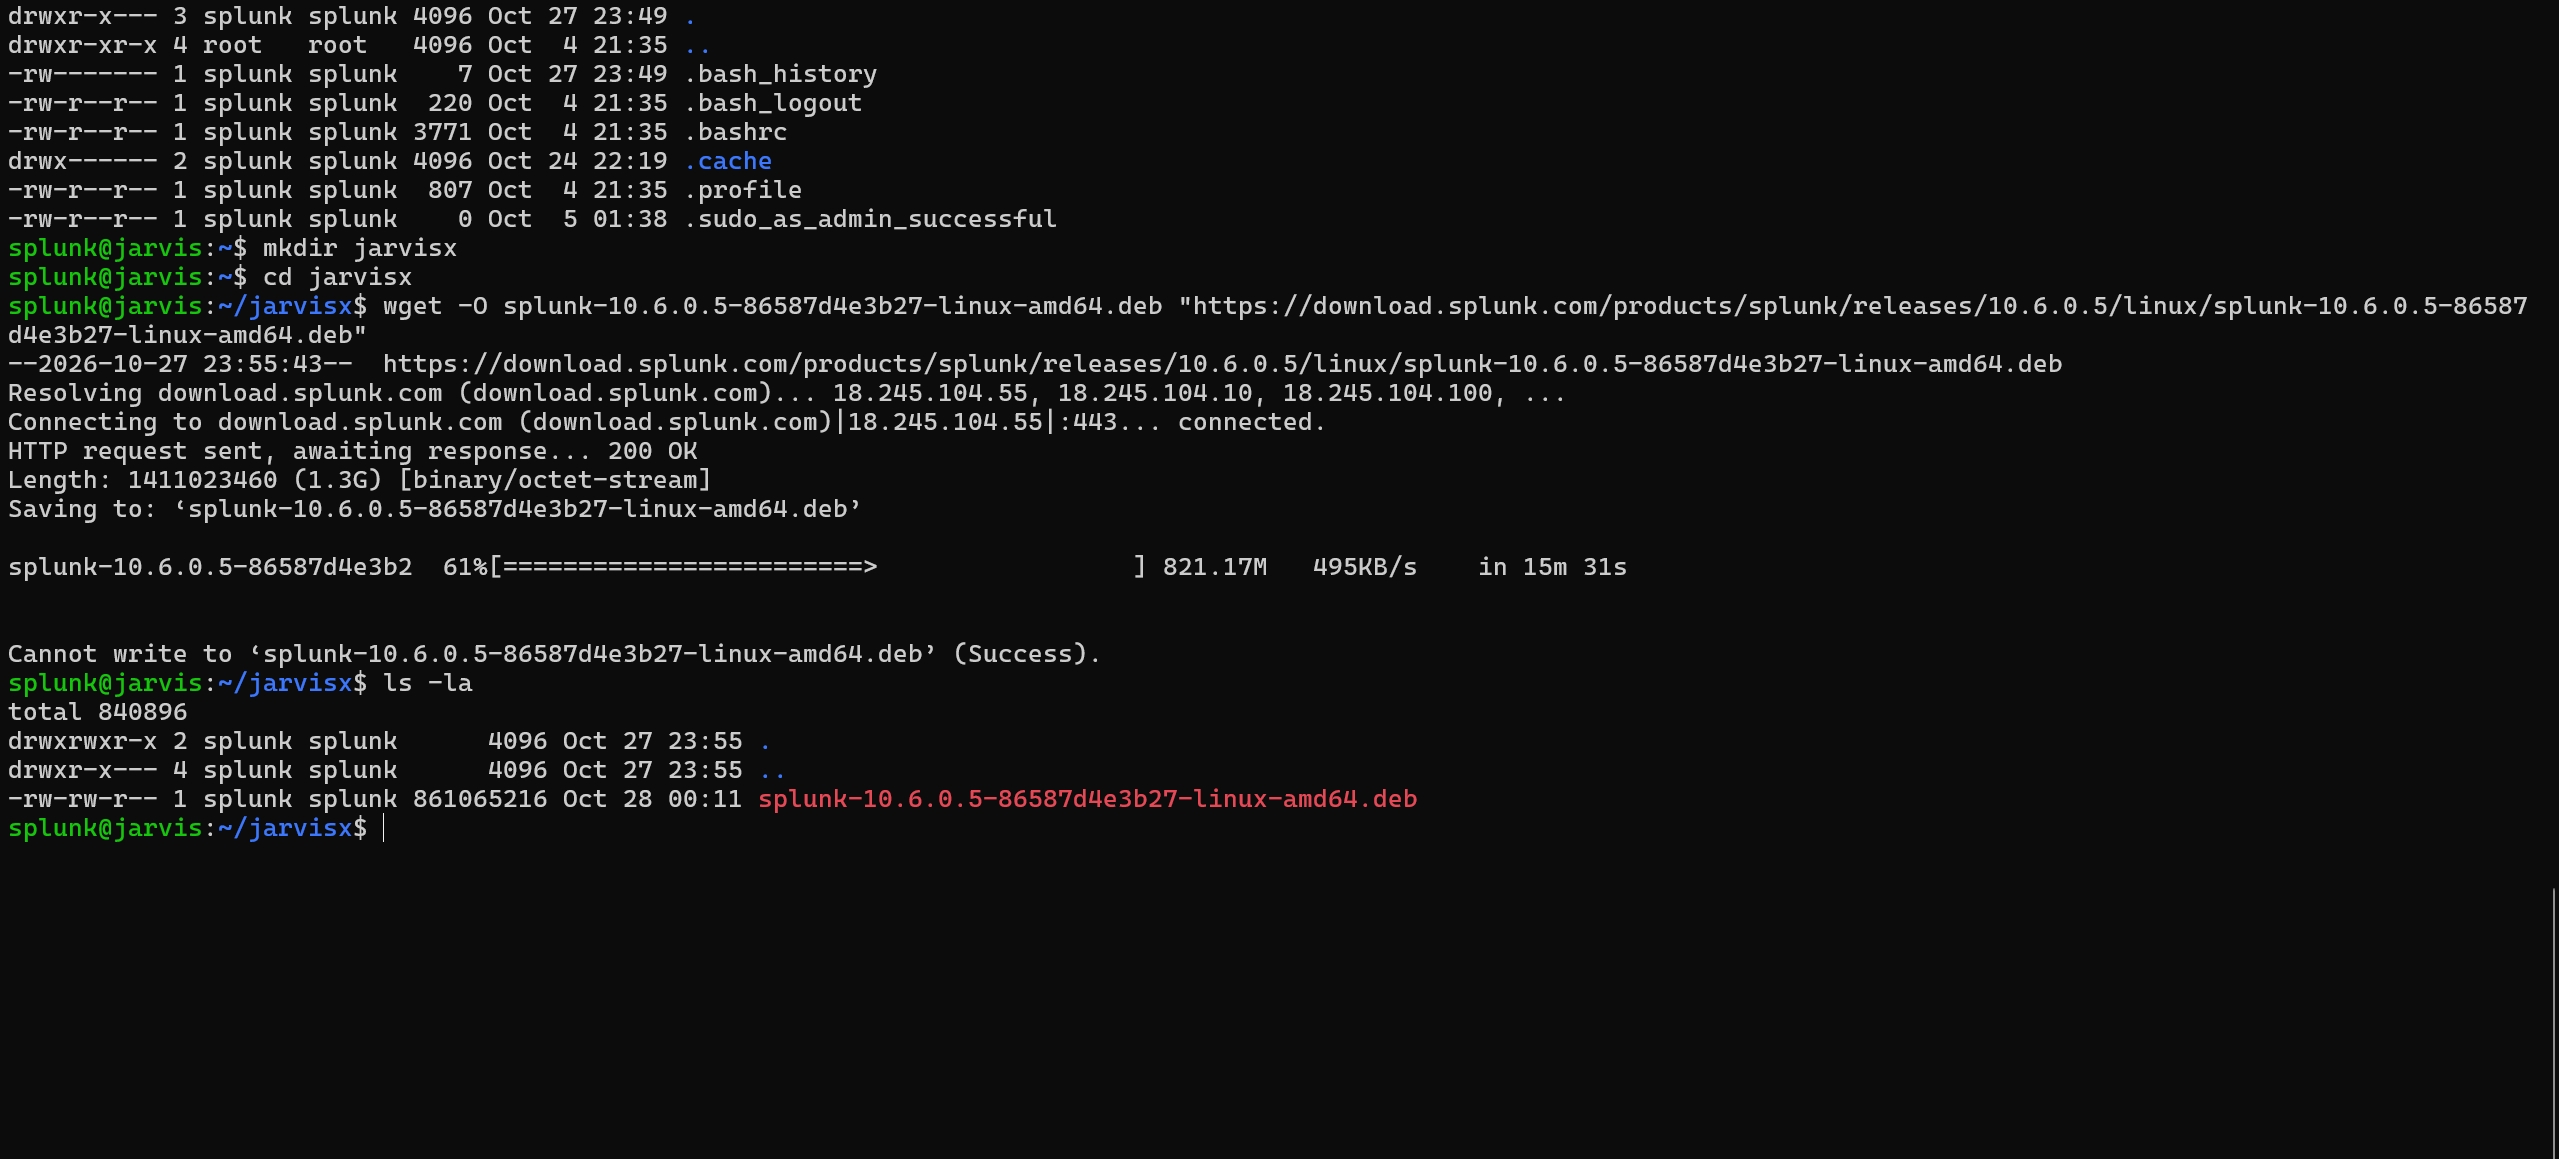 drwxr-x--- 3 splunk splunk 4096 Oct 27 23:49 .
drwxr-xr-x 4 root   root   4096 Oct  4 21:35 ..
-rw------- 1 splunk splunk    7 Oct 27 23:49 .bash_history
-rw-r--r-- 1 splunk splunk  220 Oct  4 21:35 .bash_logout
-rw-r--r-- 1 splunk splunk 3771 Oct  4 21:35 .bashrc
drwx------ 2 splunk splunk 4096 Oct 24 22:19 .cache
-rw-r--r-- 1 splunk splunk  807 Oct  4 21:35 .profile
-rw-r--r-- 1 splunk splunk    0 Oct  5 01:38 .sudo_as_admin_successful
splunk@jarvis:~$ mkdir jarvisx
splunk@jarvis:~$ cd jarvisx
splunk@jarvis:~/jarvisx$ wget -O splunk-10.6.0.5-86587d4e3b27-linux-amd64.deb "https://download.splunk.com/products/splunk/releases/10.6.0.5/linux/splunk-10.6.0.5-86587
d4e3b27-linux-amd64.deb"
--2026-10-27 23:55:43--  https://download.splunk.com/products/splunk/releases/10.6.0.5/linux/splunk-10.6.0.5-86587d4e3b27-linux-amd64.deb
Resolving download.splunk.com (download.splunk.com)... 18.245.104.55, 18.245.104.10, 18.245.104.100, ...
Connecting to download.splunk.com (download.splunk.com)|18.245.104.55|:443... connected.
HTTP request sent, awaiting response... 200 OK
Length: 1411023460 (1.3G) [binary/octet-stream]
Saving to: ‘splunk-10.6.0.5-86587d4e3b27-linux-amd64.deb’
splunk-10.6.0.5-86587d4e3b2  61%[========================>                 ] 821.17M   495KB/s    in 15m 31s
Cannot write to ‘splunk-10.6.0.5-86587d4e3b27-linux-amd64.deb’ (Success).
splunk@jarvis:~/jarvisx$ ls -la
total 840896
drwxrwxr-x 2 splunk splunk      4096 Oct 27 23:55 .
drwxr-x--- 4 splunk splunk      4096 Oct 27 23:55 ..
-rw-rw-r-- 1 splunk splunk 861065216 Oct 28 00:11 splunk-10.6.0.5-86587d4e3b27-linux-amd64.deb
splunk@jarvis:~/jarvisx$